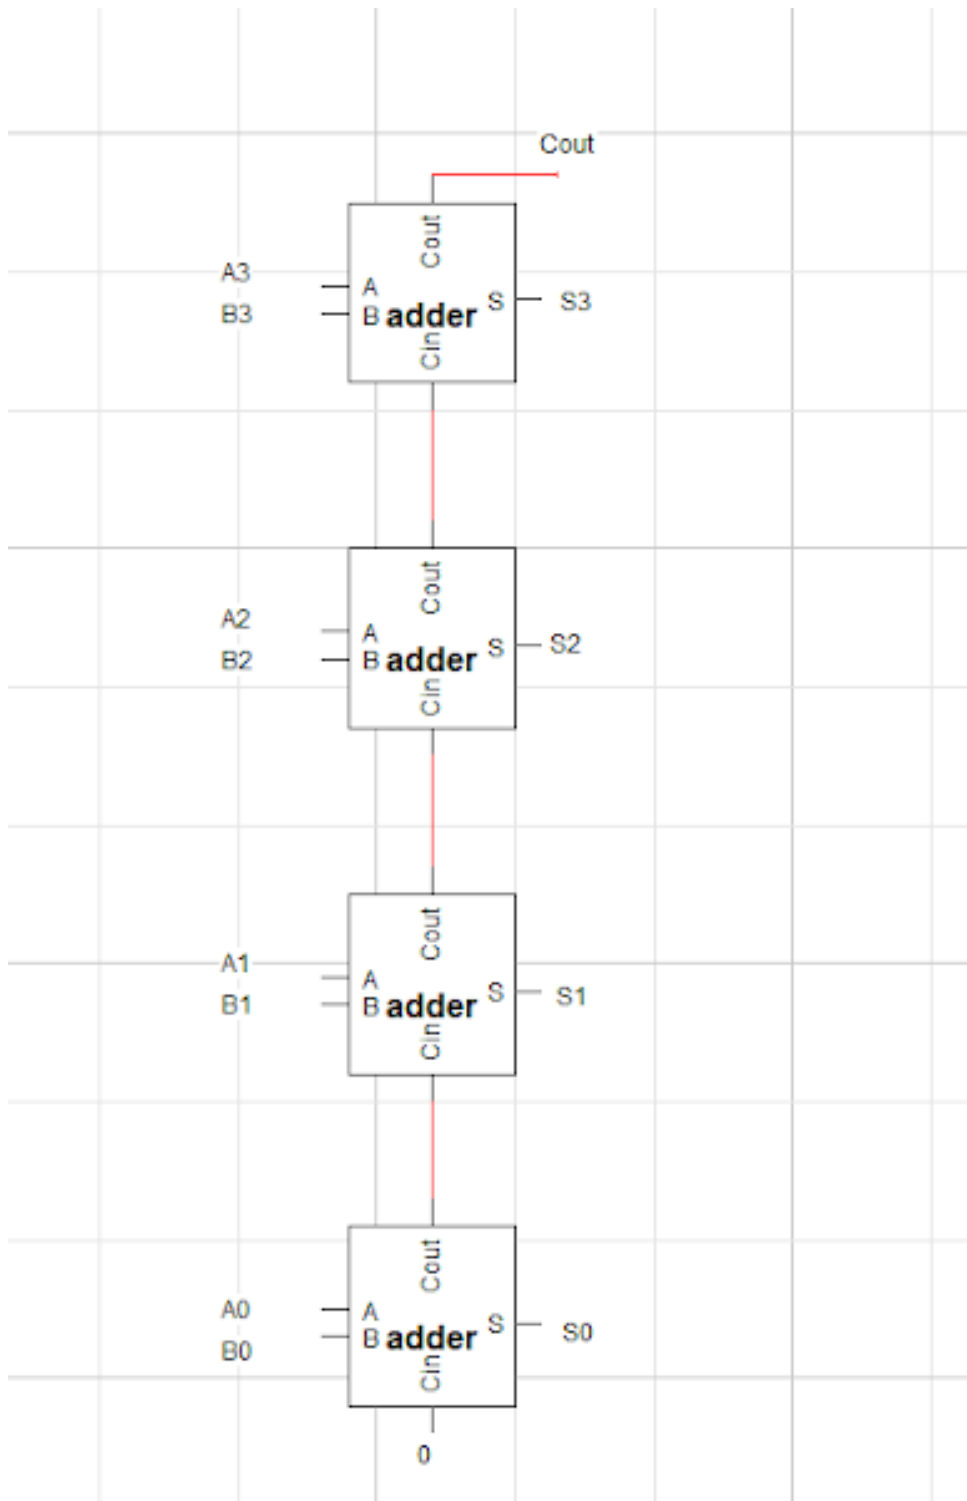 Cout
Cout
A3
A
B3
B adder
S
S3
Cin
Cout
A2
A
B2
B adder
S
S2
Cin
Cout
A1
A
B1
B adder
S
S1
Cin
Cout
A0
A
B0
B adder
S
S0
Cin
0